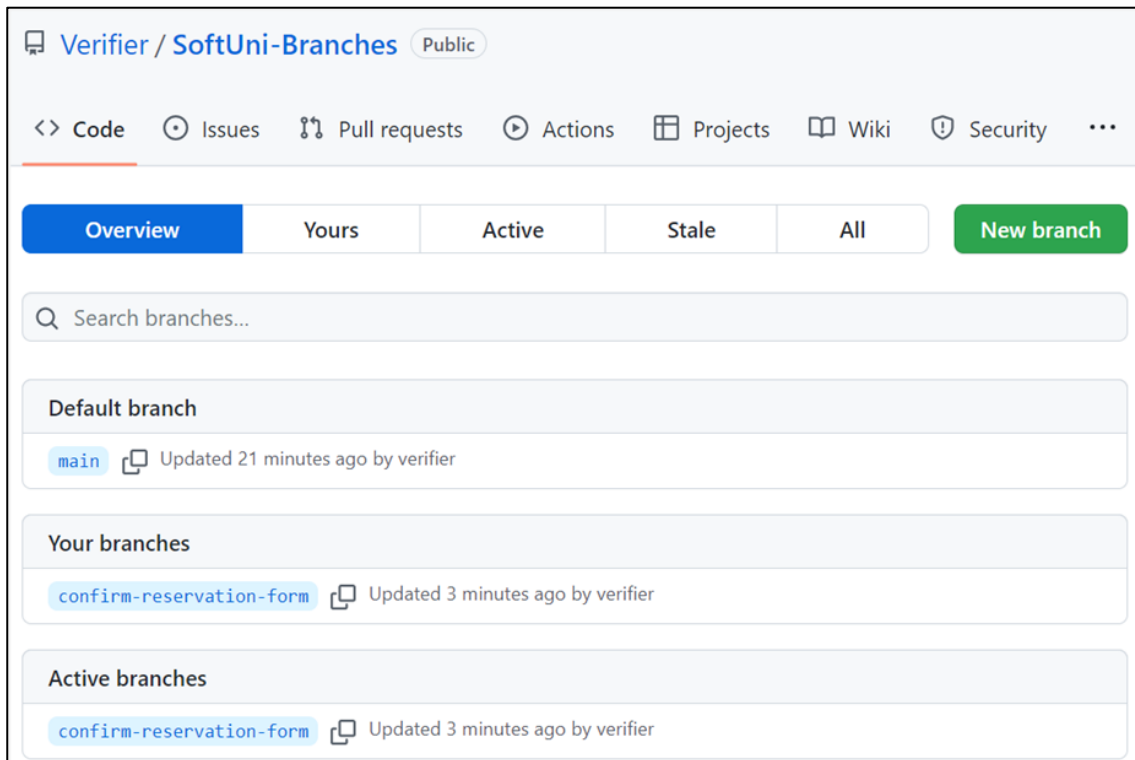 Verifier / SoftUni-Branches Public
Code Issues Pull requests Actions Projects Wiki Security ...
Overview Yours Active Stale All New branch
Search branches...
Default branch
main Updated 21 minutes ago by verifier
Your branches
confirm-reservation-form Updated 3 minutes ago by verifier
Active branches
confirm-reservation-form Updated 3 minutes ago by verifier